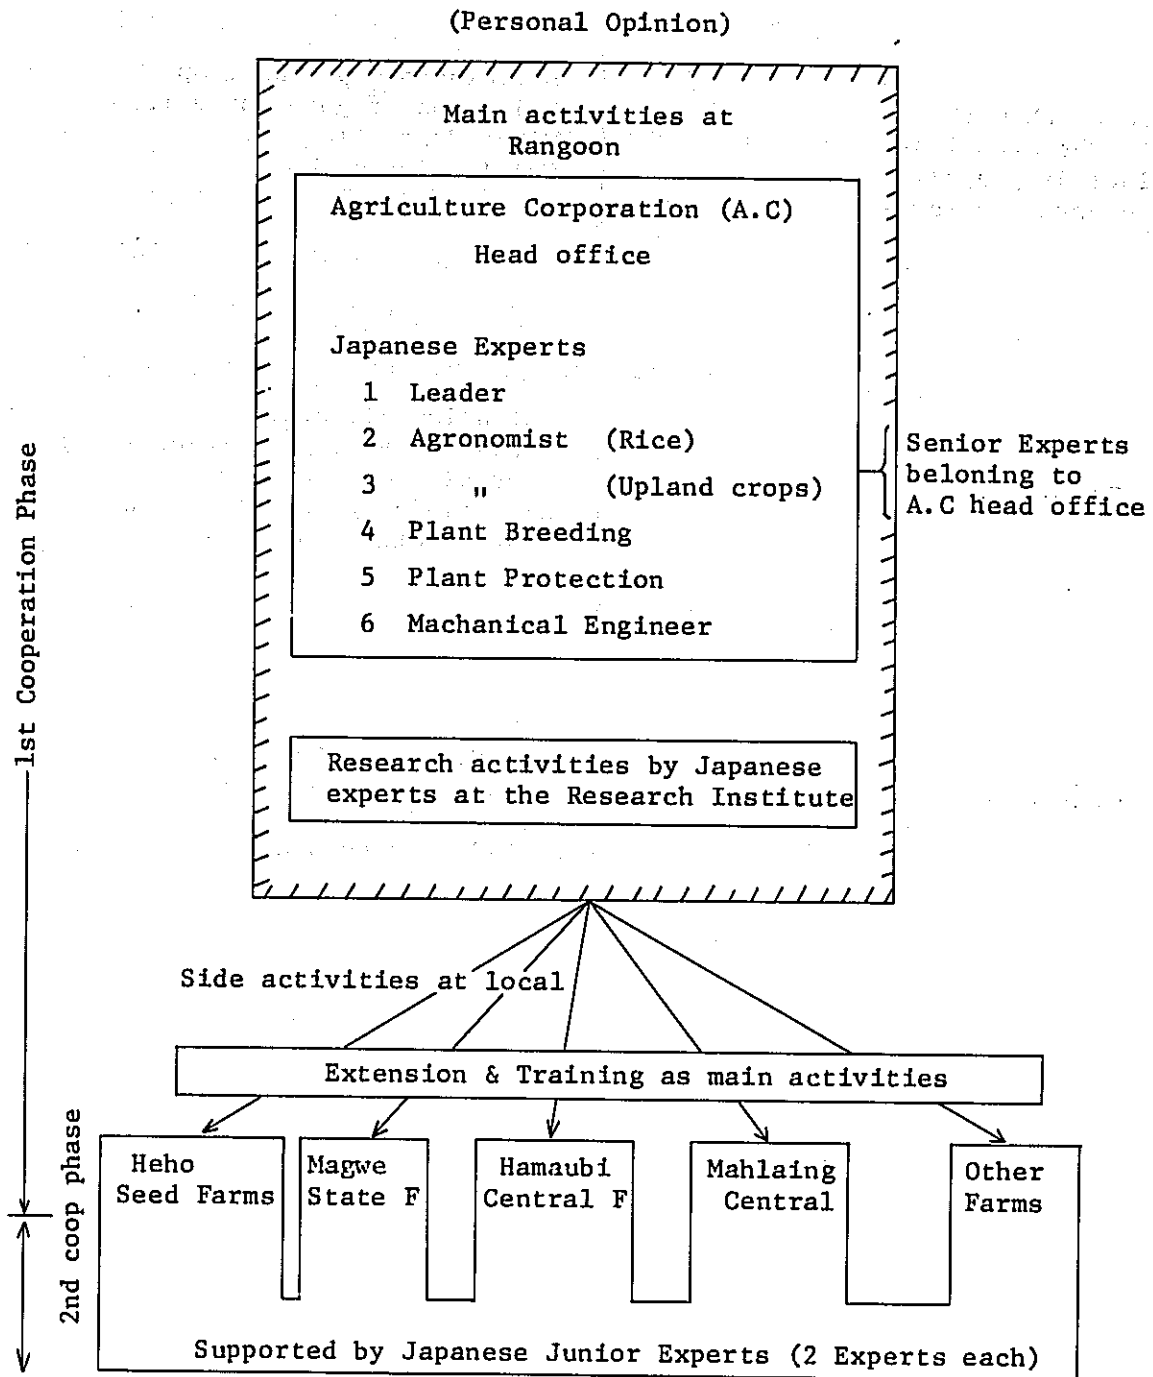 (Personal Opinion)
Main activities at
Rangoon
Agriculture Corporation (A.C)
Head office
Japanese Experts
1 Leader
2 Agronomist (Rice)
3 " (Upland crops)
4 Plant Breeding
5 Plant Protection
6 Machanical Engineer
Senior Experts
beloning to
A.C head office
Research activities by Japanese
experts at the Research Institute
1st Cooperation Phase
Side activities at local
Extension & Training as main activities
2nd coop phase
Heho
Seed Farms
Magwe
State F
Hamaubi
Central F
Mahlaing
Central
Other
Farms
Supported by Japanese Junior Experts (2 Experts each)